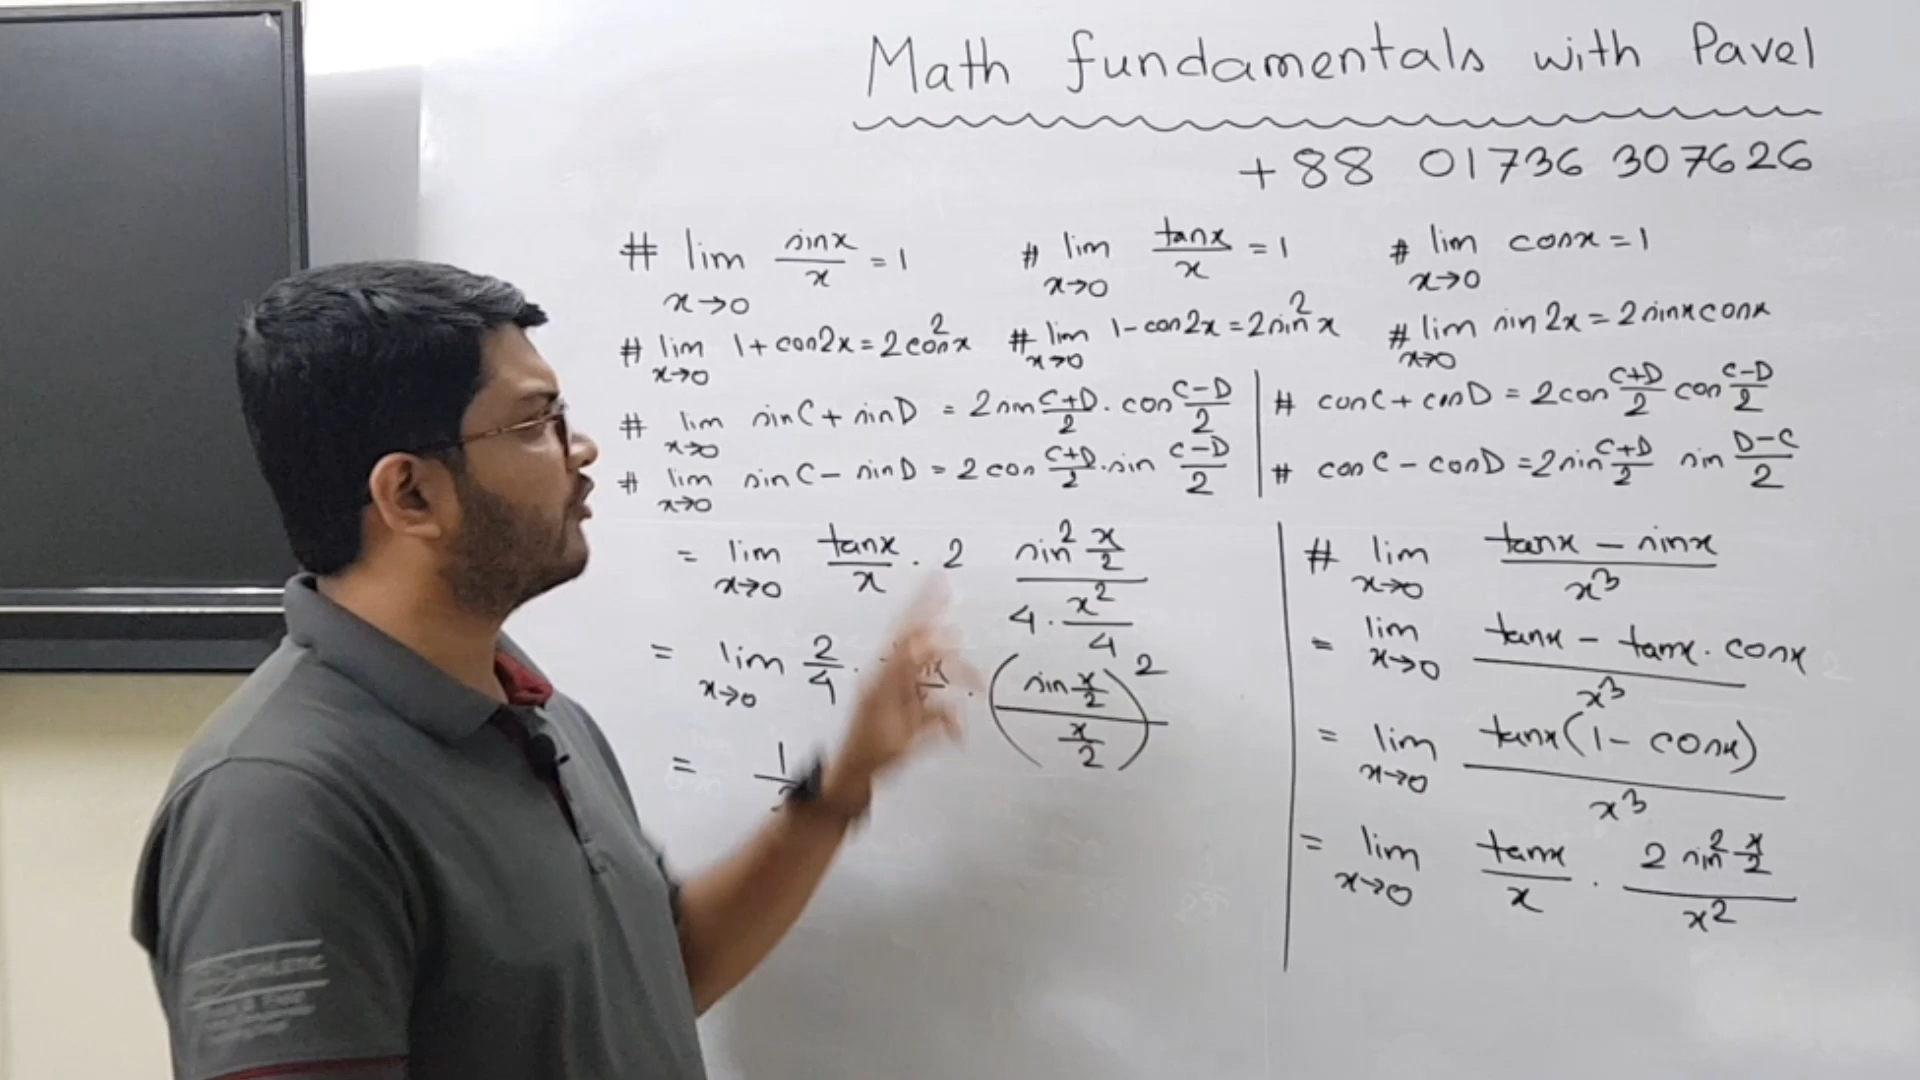 Math fundamentals with Pavel
+88 01736 307626
# lim x→0 sinx/x = 1   # lim x→0 tanx/x = 1   # lim x→0 cosx = 1
# lim x→0 1+cos2x = 2cos²x   # lim x→0 1-cos2x = 2sin²x   # lim x→0 sin2x = 2sinxcosx
# lim x→0 sinC + sinD = 2sin (C+D)/2 · cos (C-D)/2
# lim x→0 sinC - sinD = 2cos (C+D)/2 · sin (C-D)/2
# cosC + cosD = 2cos (C+D)/2 cos (C-D)/2
# cosC - cosD = 2sin (C+D)/2 sin (D-C)/2
# lim x→0 (tanx - sinx)/x³
= lim x→0 (tanx - tanx·cosx)/x³
= lim x→0 tanx(1-cosx)/x³
= lim x→0 tanx/x · 2sin² x/2 / x²
= lim x→0 tanx/x · 2 sin² x/2 / (4 · x²/4)
= lim x→0 2/4 · · (sin x/2 / x/2)²
= 1/